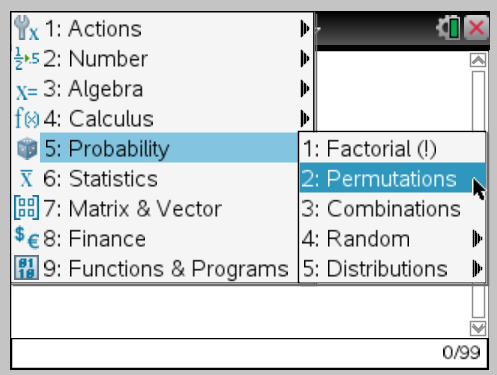 1: Actions
2: Number
3: Algebra
4: Calculus
5: Probability
6: Statistics
7: Matrix & Vector
8: Finance
9: Functions & Programs
1: Factorial (!)
2: Permutations
3: Combinations
4: Random
5: Distributions
0/99